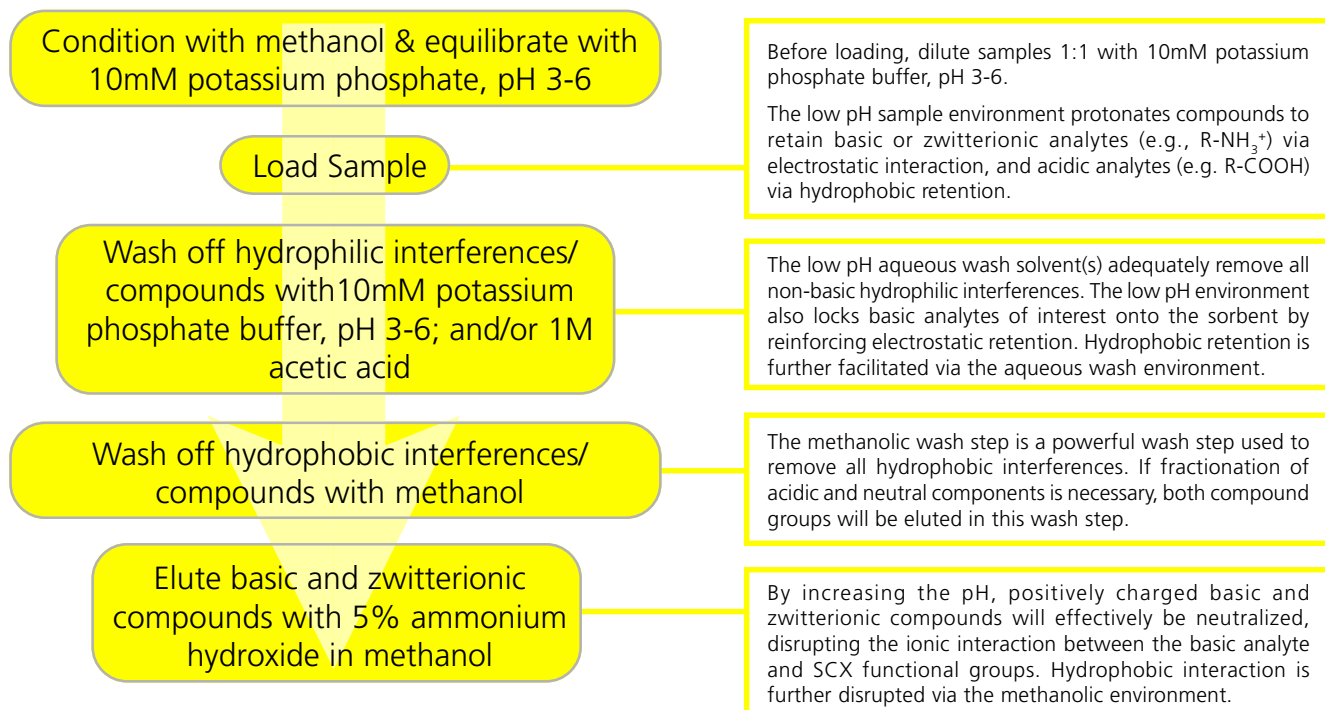 Condition with methanol & equilibrate with
10mM potassium phosphate, pH 3-6
Before loading, dilute samples 1:1 with 10mM potassium
phosphate buffer, pH 3-6.
The low pH sample environment protonates compounds to
retain basic or zwitterionic analytes (e.g., R-NH₃⁺) via
electrostatic interaction, and acidic analytes (e.g. R-COOH)
via hydrophobic retention.
Load Sample
Wash off hydrophilic interferences/
compounds with10mM potassium
phosphate buffer, pH 3-6; and/or 1M
acetic acid
The low pH aqueous wash solvent(s) adequately remove all
non-basic hydrophilic interferences. The low pH environment
also locks basic analytes of interest onto the sorbent by
reinforcing electrostatic retention. Hydrophobic retention is
further facilitated via the aqueous wash environment.
Wash off hydrophobic interferences/
compounds with methanol
The methanolic wash step is a powerful wash step used to
remove all hydrophobic interferences. If fractionation of
acidic and neutral components is necessary, both compound
groups will be eluted in this wash step.
Elute basic and zwitterionic
compounds with 5% ammonium
hydroxide in methanol
By increasing the pH, positively charged basic and
zwitterionic compounds will effectively be neutralized,
disrupting the ionic interaction between the basic analyte
and SCX functional groups. Hydrophobic interaction is
further disrupted via the methanolic environment.